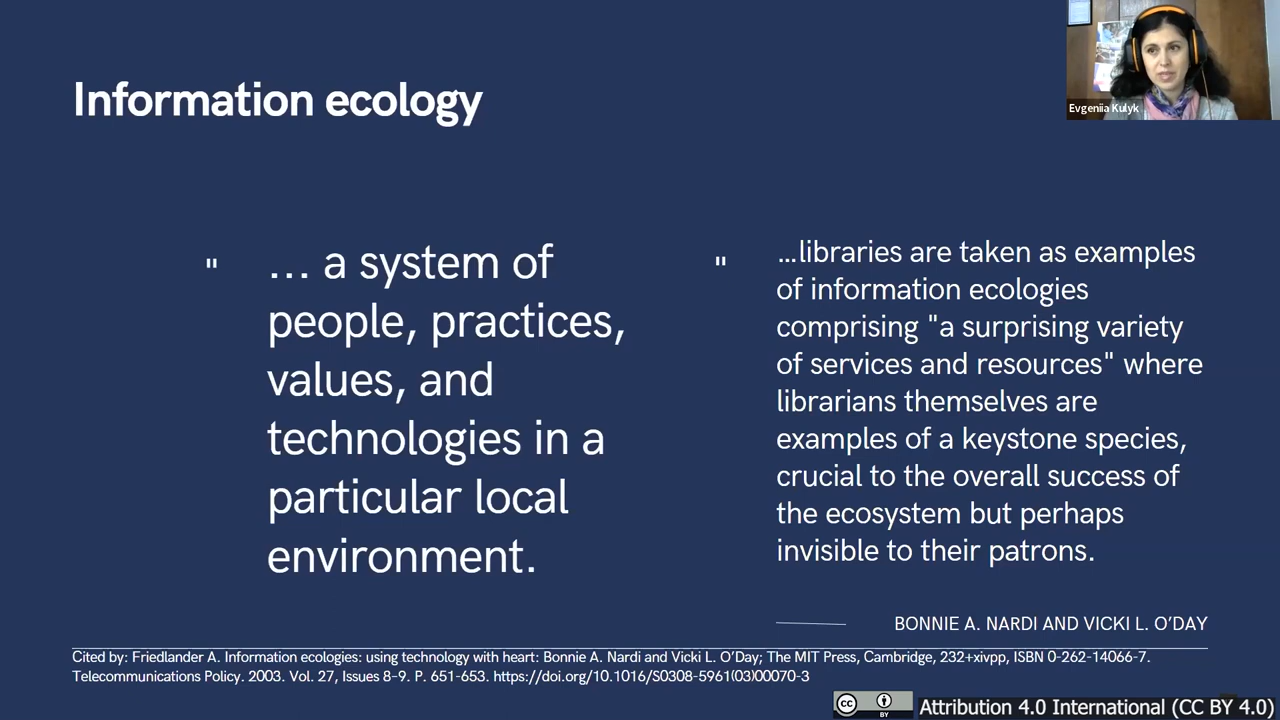 Information ecology
Evgeniia Kulyk
"
... a system of
people, practices,
values, and
technologies in a
particular local
environment.
"
...libraries are taken as examples
of information ecologies
comprising "a surprising variety
of services and resources" where
librarians themselves are
examples of a keystone species,
crucial to the overall success of
the ecosystem but perhaps
invisible to their patrons.
BONNIE A. NARDI AND VICKI L. O’DAY
Cited by: Friedlander A. Information ecologies: using technology with heart: Bonnie A. Nardi and Vicki L. O’Day; The MIT Press, Cambridge, 232+xivpp, ISBN 0-262-14066-7.
Telecommunications Policy. 2003. Vol. 27, Issues 8–9. P. 651-653. https://doi.org/10.1016/S0308-5961(03)00070-3
cc BY Attribution 4.0 International (CC BY 4.0)